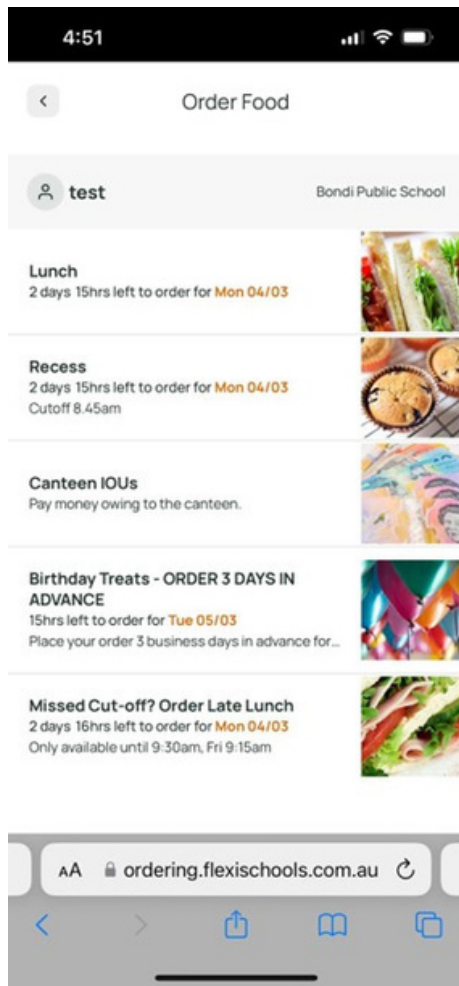 4:51
Order Food
test
Bondi Public School
Lunch
2 days 15hrs left to order for Mon 04/03
Recess
2 days 15hrs left to order for Mon 04/03
Cutoff 8.45am
Canteen IOUs
Pay money owing to the canteen.
Birthday Treats - ORDER 3 DAYS IN
ADVANCE
15hrs left to order for Tue 05/03
Place your order 3 business days in advance for...
Missed Cut-off? Order Late Lunch
2 days 16hrs left to order for Mon 04/03
Only available until 9:30am, Fri 9:15am
AA ordering.flexischools.com.au